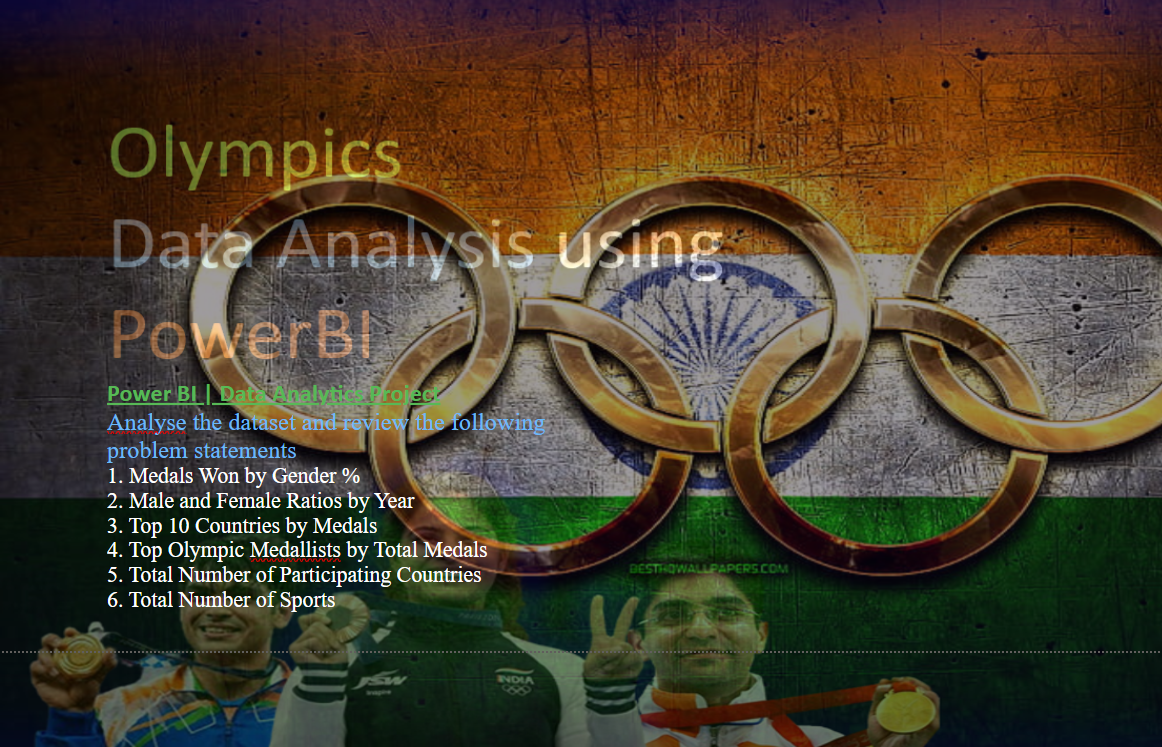 Olympics
Data Analysis using
PowerBI
Power BI | Data Analytics Project
Analyse the dataset and review the following
problem statements
1. Medals Won by Gender %
2. Male and Female Ratios by Year
3. Top 10 Countries by Medals
4. Top Olympic Medallists by Total Medals
5. Total Number of Participating Countries
6. Total Number of Sports
BESTHQWALLPAPERS.COM
JSW
Inspire
INDIA